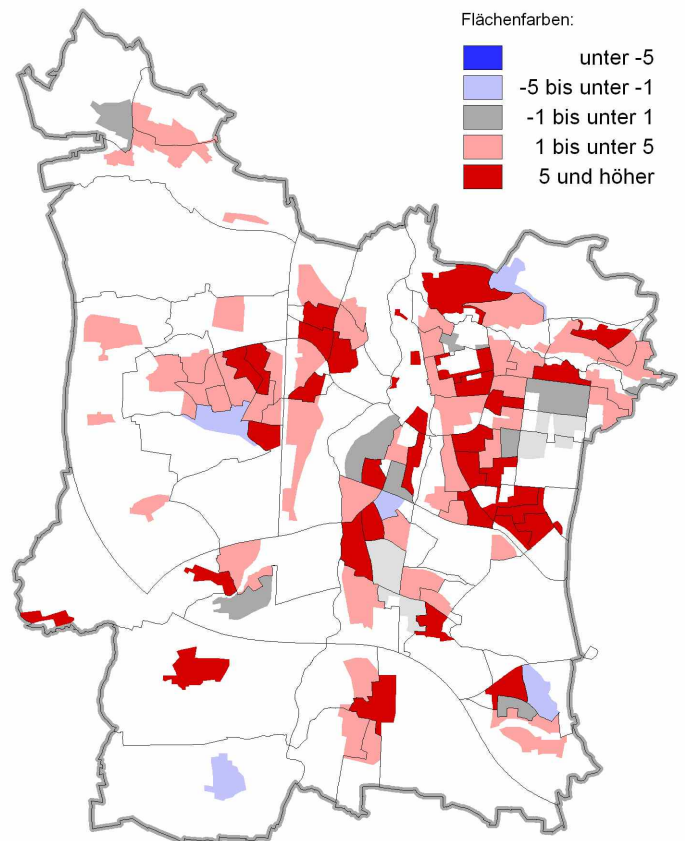 Flächenfarben:
unter -5
-5 bis unter -1
-1 bis unter 1
1 bis unter 5
5 und höher